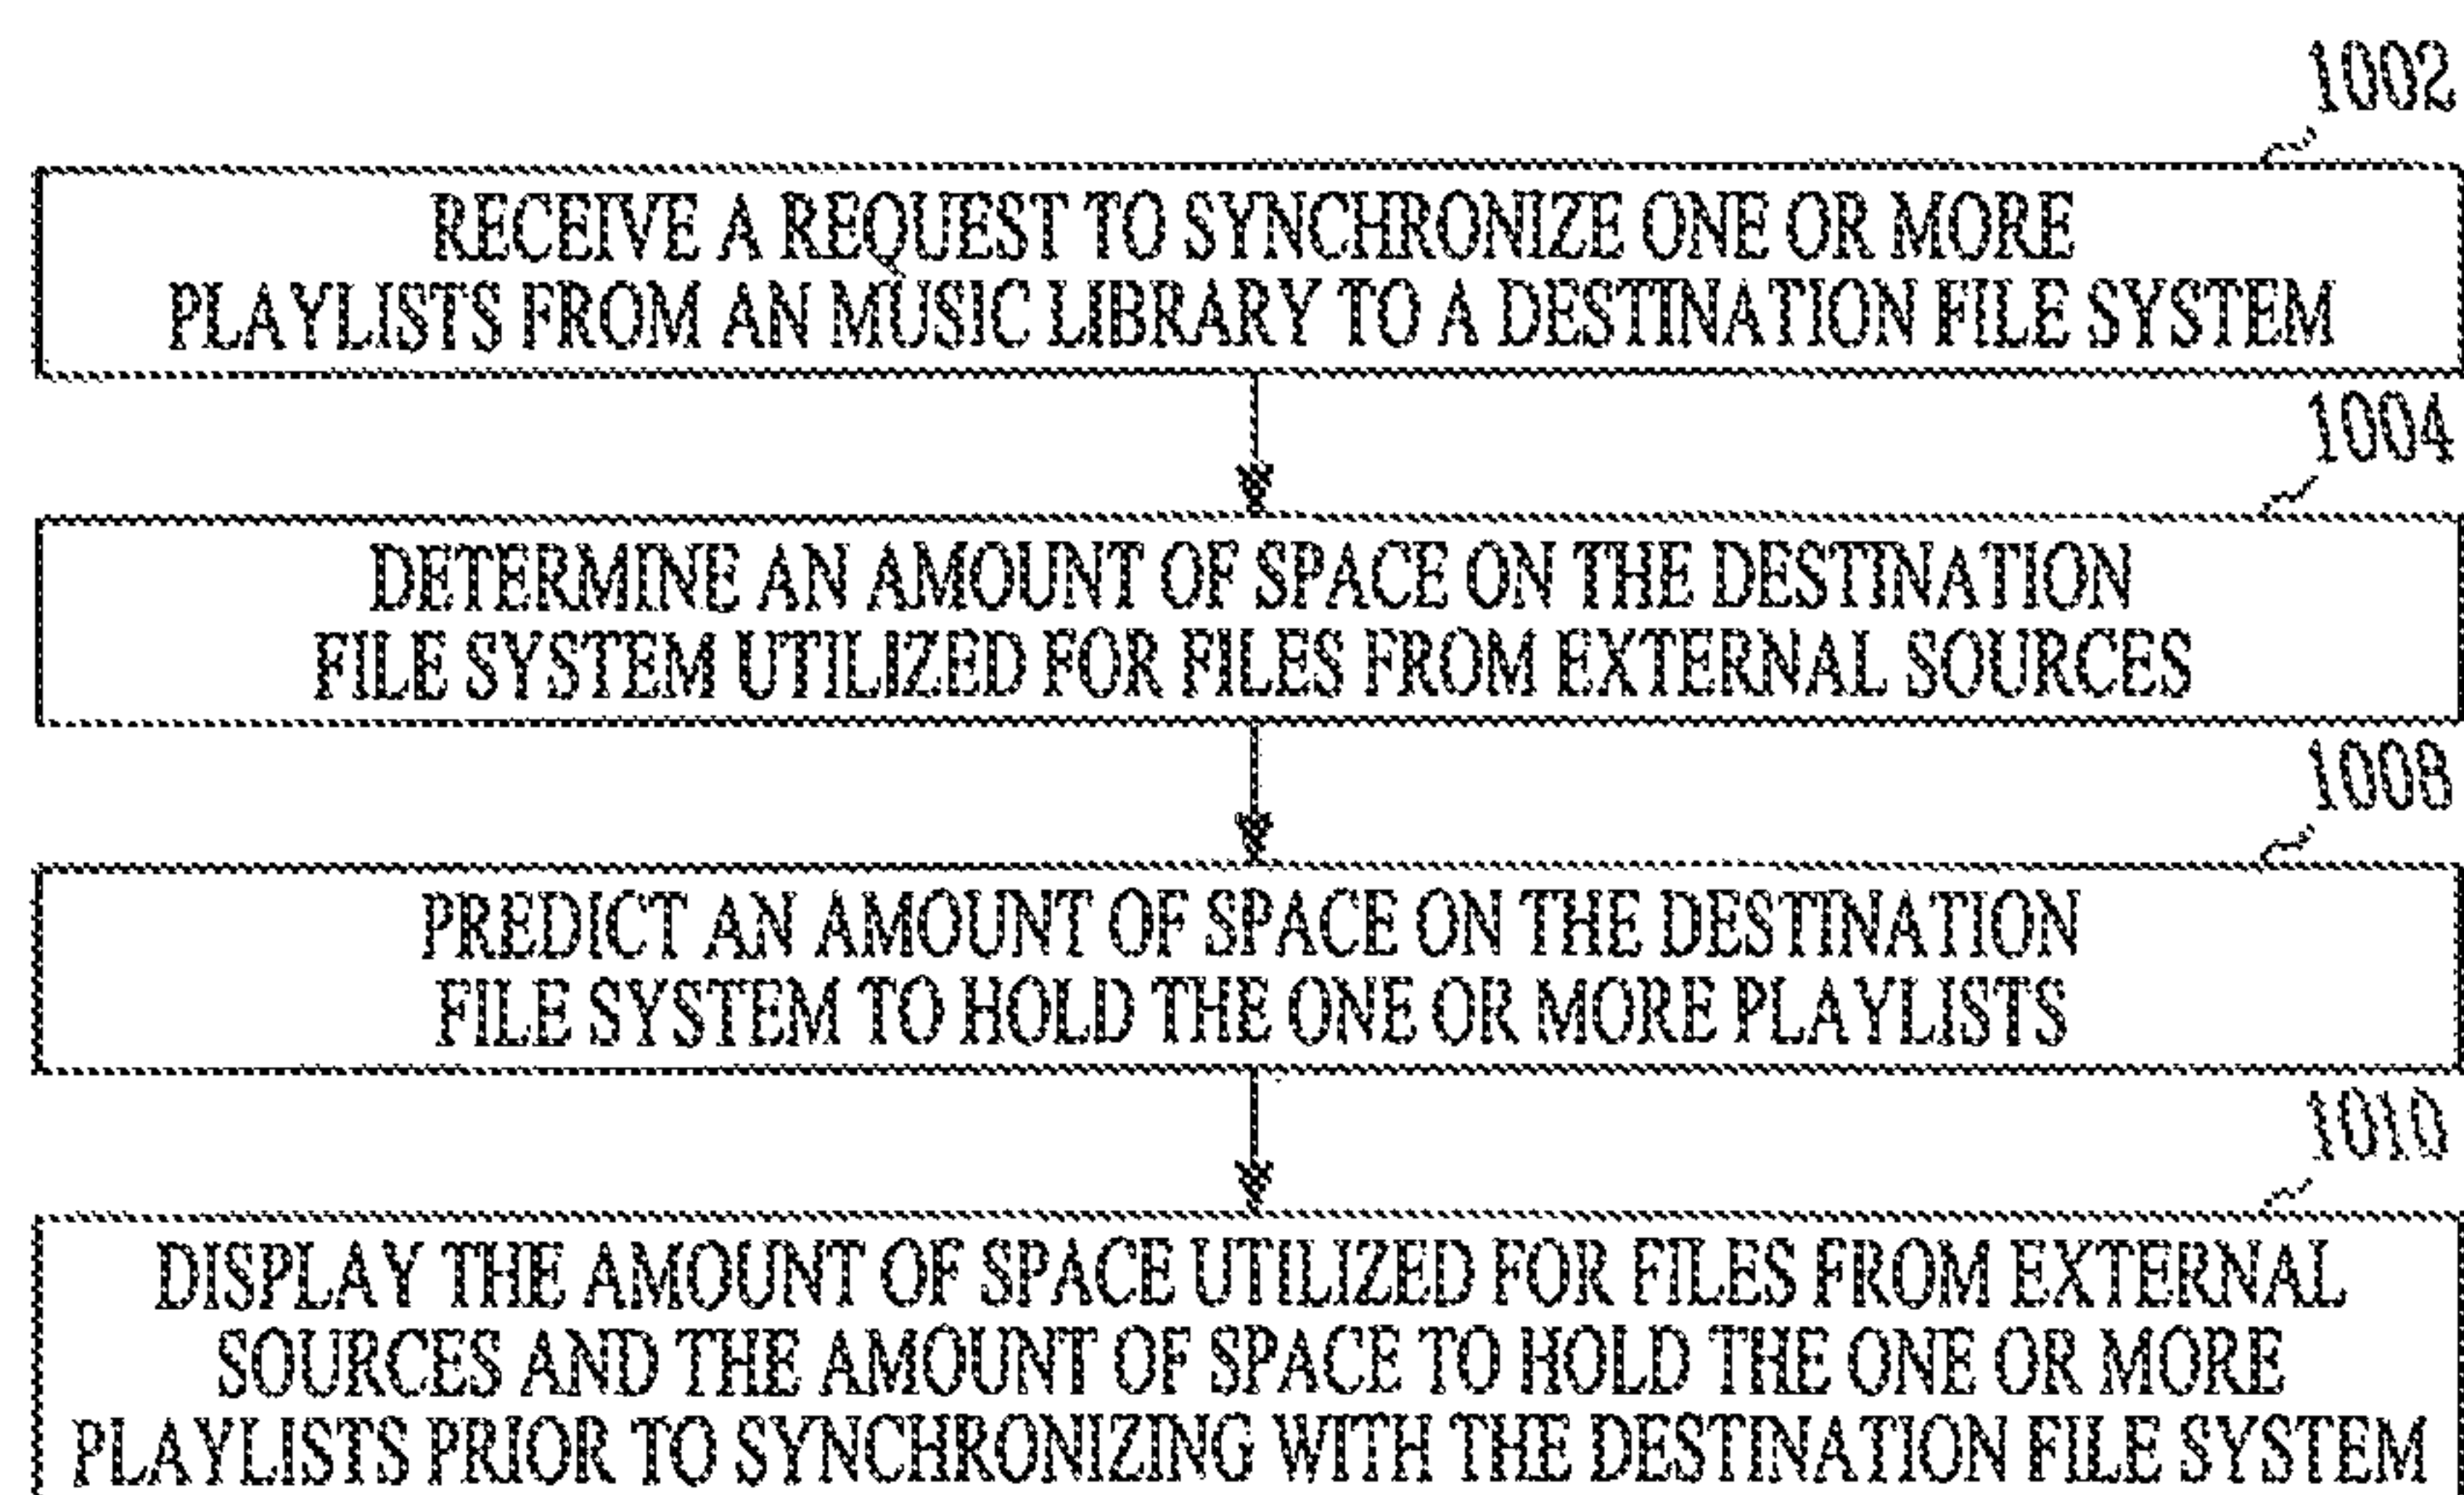 1002
RECEIVE A REQUEST TO SYNCHRONIZE ONE OR MORE
PLAYLISTS FROM AN MUSIC LIBRARY TO A DESTINATION FILE SYSTEM
1004
DETERMINE AN AMOUNT OF SPACE ON THE DESTINATION
FILE SYSTEM UTILIZED FOR FILES FROM EXTERNAL SOURCES
1008
PREDICT AN AMOUNT OF SPACE ON THE DESTINATION
FILE SYSTEM TO HOLD THE ONE OR MORE PLAYLISTS
1010
DISPLAY THE AMOUNT OF SPACE UTILIZED FOR FILES FROM EXTERNAL
SOURCES AND THE AMOUNT OF SPACE TO HOLD THE ONE OR MORE
PLAYLISTS PRIOR TO SYNCHRONIZING WITH THE DESTINATION FILE SYSTEM